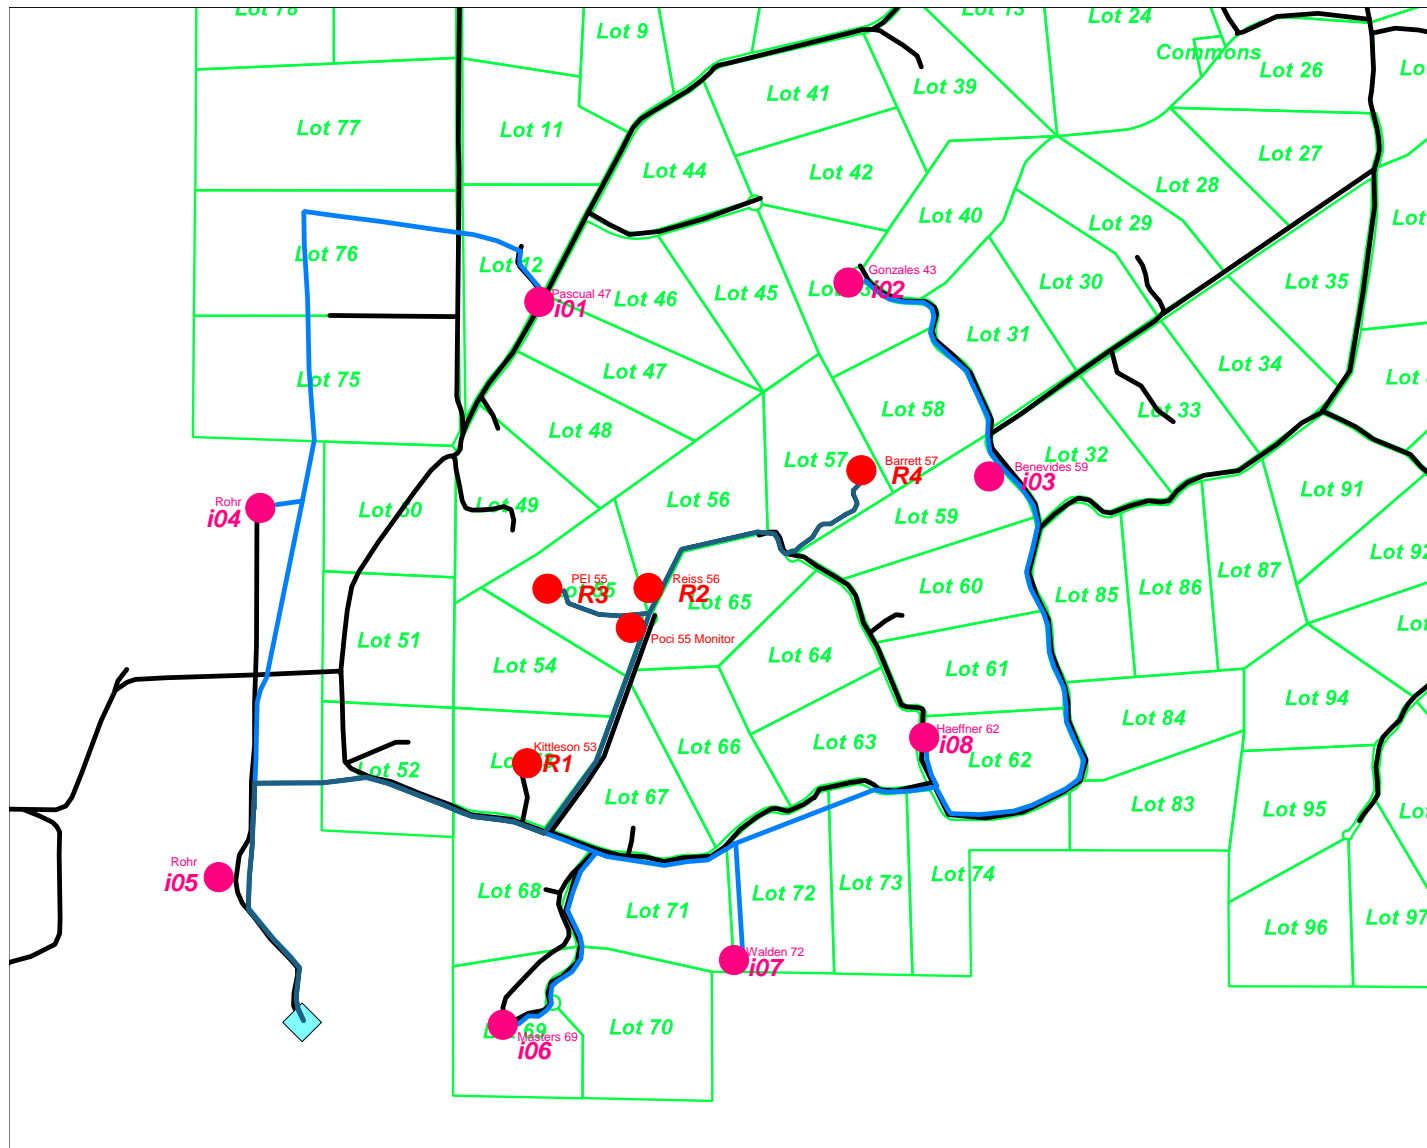 Lot 9
Lot 24
Commons
Lot 26
Lot 39
Lot 41
Lot 77
Lot 11
Lot 27
Lot 44
Lot 42
Lot 28
Lot 40
Lot 29
Lot 76
Lot 12
Gonzales 43
i02
Lot 30
Lot 35
Pascual 47
i01
Lot 46
Lot 45
Lot 31
Lot 75
Lot 47
Lot 34
Lot 58
Lot 33
Lot 48
Lot 57
Barrett 57
R4
Lot 32
Benevides 59
i03
Lot 91
Rohr
i04
Lot 50
Lot 49
Lot 56
Lot 59
Lot 92
PEI 55
R3
Reiss 56
R2
Lot 65
Lot 60
Lot 85
Lot 86
Lot 87
Lot 51
Poci 55 Monitor
Lot 54
Lot 64
Lot 61
Lot 94
Lot 84
Kittleson 53
R1
Lot 66
Lot 63
Haeffner 62
i08
Lot 62
Lot 52
Lot 67
Lot 83
Lot 95
Rohr
i05
Lot 68
Lot 71
Lot 72
Lot 73
Lot 74
Lot 96
Lot 97
Walden 72
i07
Lot 69
Masters 69
i06
Lot 70